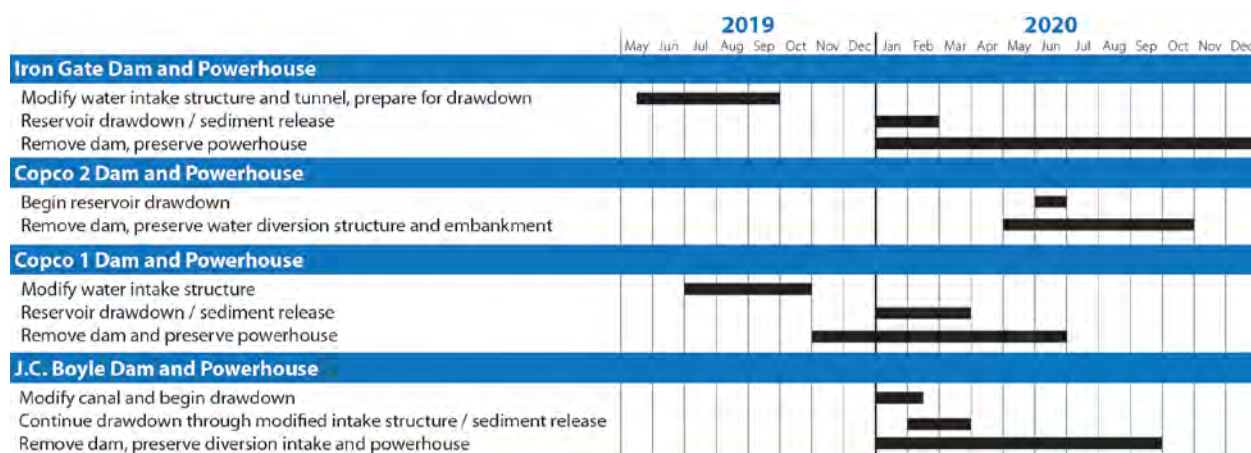 2019 2020
May Jun Jul Aug Sep Oct Nov Dec Jan Feb Mar Apr May Jun Jul Aug Sep Oct Nov Dec
Iron Gate Dam and Powerhouse
Modify water intake structure and tunnel, prepare for drawdown
Reservoir drawdown / sediment release
Remove dam, preserve powerhouse
Copco 2 Dam and Powerhouse
Begin reservoir drawdown
Remove dam, preserve water diversion structure and embankment
Copco 1 Dam and Powerhouse
Modify water intake structure
Reservoir drawdown / sediment release
Remove dam and preserve powerhouse
J.C. Boyle Dam and Powerhouse
Modify canal and begin drawdown
Continue drawdown through modified intake structure / sediment release
Remove dam, preserve diversion intake and powerhouse